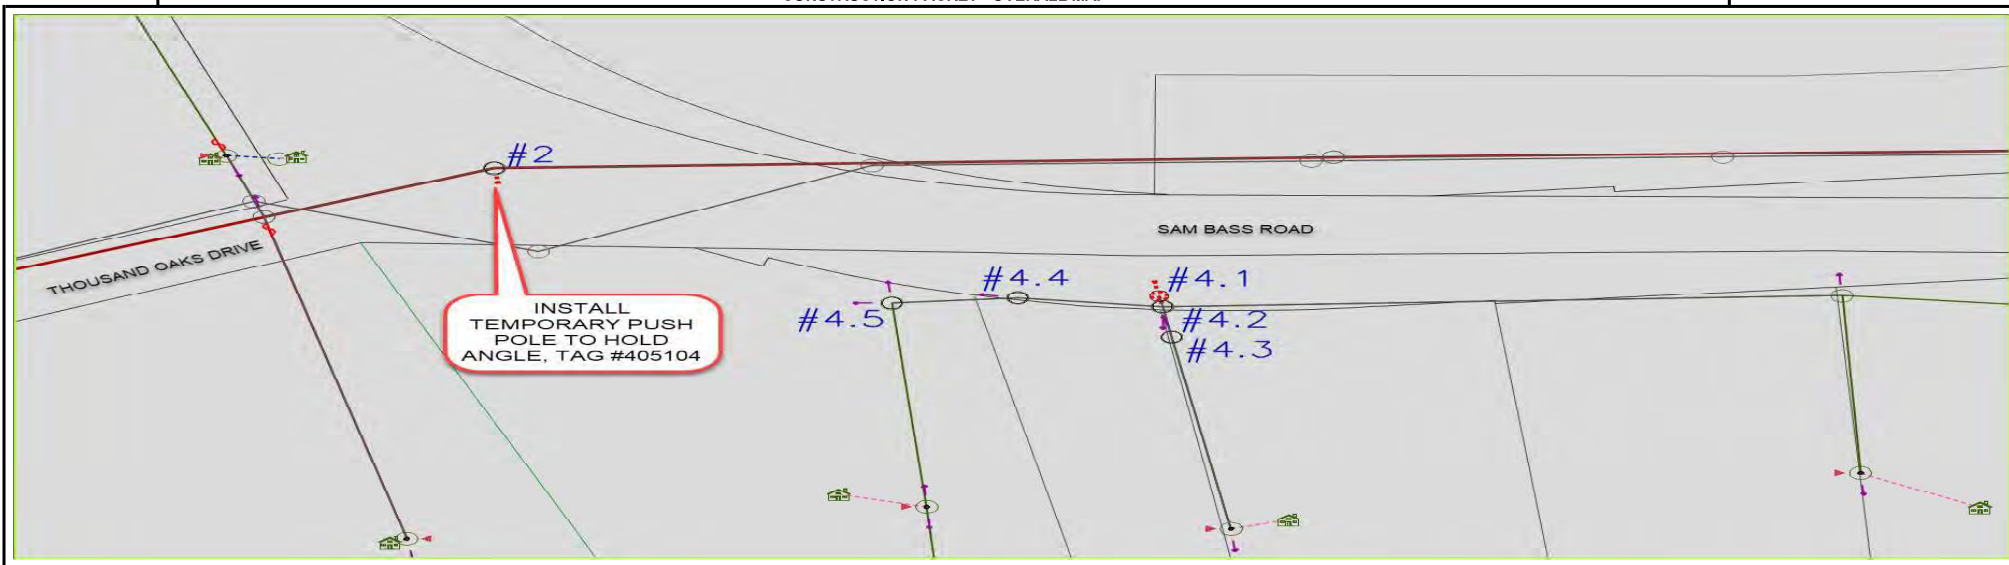 #2
SAM BASS ROAD
THOUSAND OAKS DRIVE
#4.4
#4.1
INSTALL
TEMPORARY PUSH
POLE TO HOLD
ANGLE, TAG #405104
#4.5
#4.2
#4.3